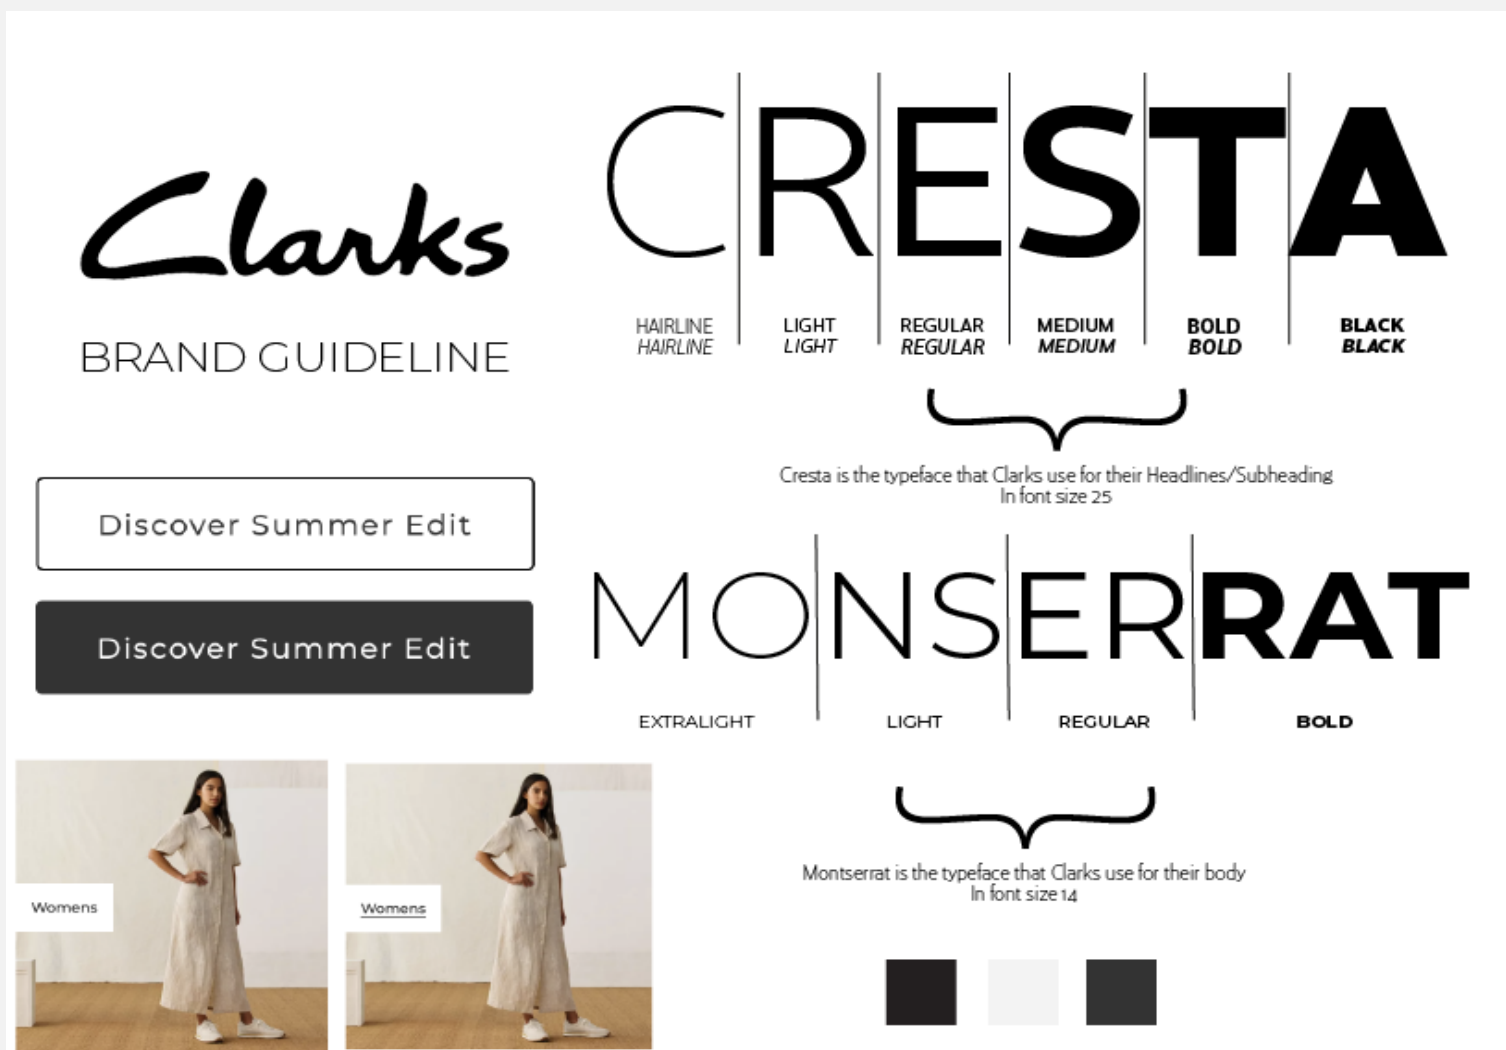 Clarks
BRAND GUIDELINE
Discover Summer Edit
Discover Summer Edit
Womens
Womens
CRESTA
HAIRLINE LIGHT REGULAR MEDIUM BOLD BLACK
HAIRLINE LIGHT REGULAR MEDIUM BOLD BLACK
Cresta is the typeface that Clarks use for their Headlines/Subheading
In font size 25
MONSERRAT
EXTRALIGHT LIGHT REGULAR BOLD
Montserrat is the typeface that Clarks use for their body
In font size 14